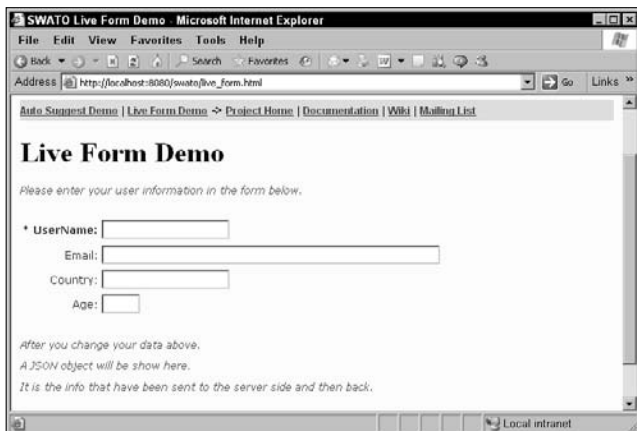 SWATO Live Form Demo - Microsoft Internet Explorer
File Edit View Favorites Tools Help
Back Search Favorites
Address http://localhost:8080/swato/live_form.html Go Links »
Auto Suggest Demo | Live Form Demo -> Project Home | Documentation | Wiki | Mailing List
Live Form Demo
Please enter your user information in the form below.
* UserName:
Email:
Country:
Age:
After you change your data above.
A JSON object will be show here.
It is the info that have been sent to the server side and then back.
Local intranet